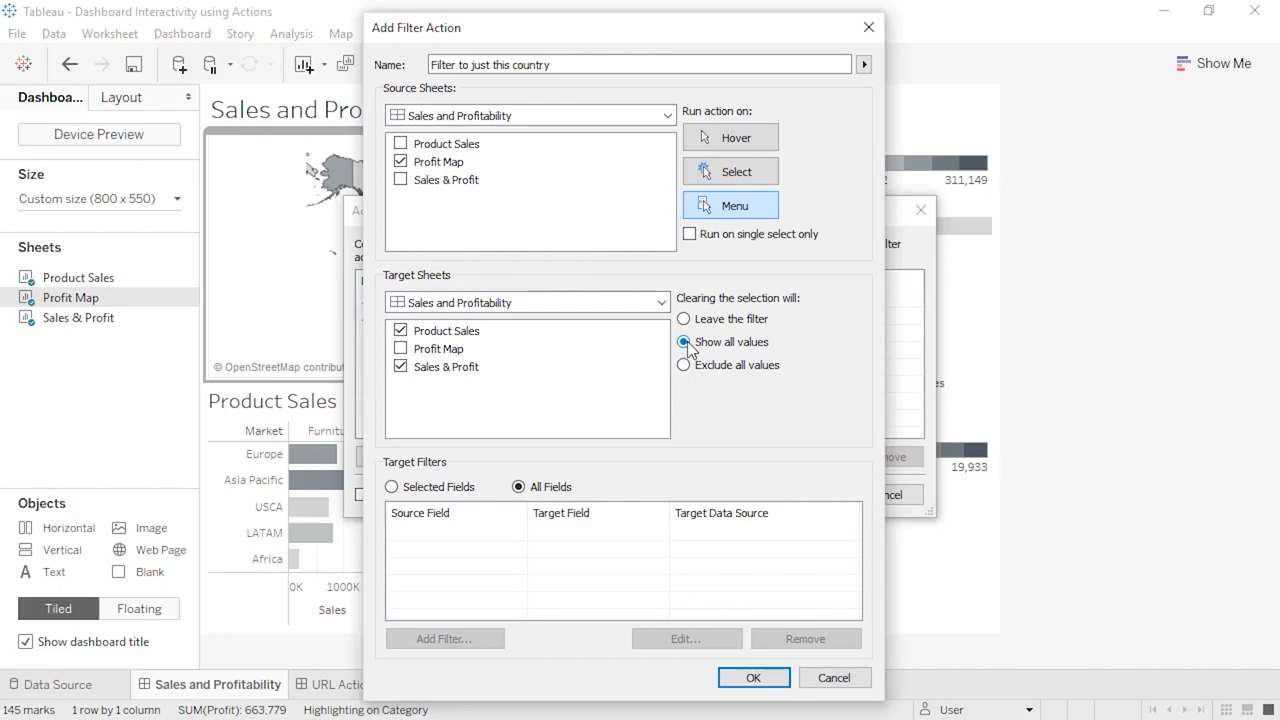 Tableau - Dashboard Interactivity using Actions
File Data Worksheet Dashboard Story Analysis Map
Show Me
Dashboa... Layout
Device Preview
Size
Custom size (800 x 550)
Sheets
Product Sales
Profit Map
Sales & Profit
Objects
Horizontal Image
Vertical Web Page
Text Blank
Tiled Floating
Show dashboard title
Sales and Pro
© OpenStreetMap contribut
Product Sales
Market Furnitu
Europe
Asia Pacific
USCA
LATAM
Africa
0K 1000K
Sales
Add Filter Action
Name: Filter to just this country
Source Sheets:
Sales and Profitability
Product Sales
Profit Map
Sales & Profit
Run action on:
Hover
Select
Menu
Run on single select only
Target Sheets
Sales and Profitability
Product Sales
Profit Map
Sales & Profit
Clearing the selection will:
Leave the filter
Show all values
Exclude all values
Target Filters
Selected Fields All Fields
Source Field Target Field Target Data Source
Add Filter... Edit... Remove
OK Cancel
2 311,149
lter
es
ove
19,933
ncel
Data Source Sales and Profitability URL Actio
145 marks 1 row by 1 column SUM(Profit): 663,779 Highlighting on Category User